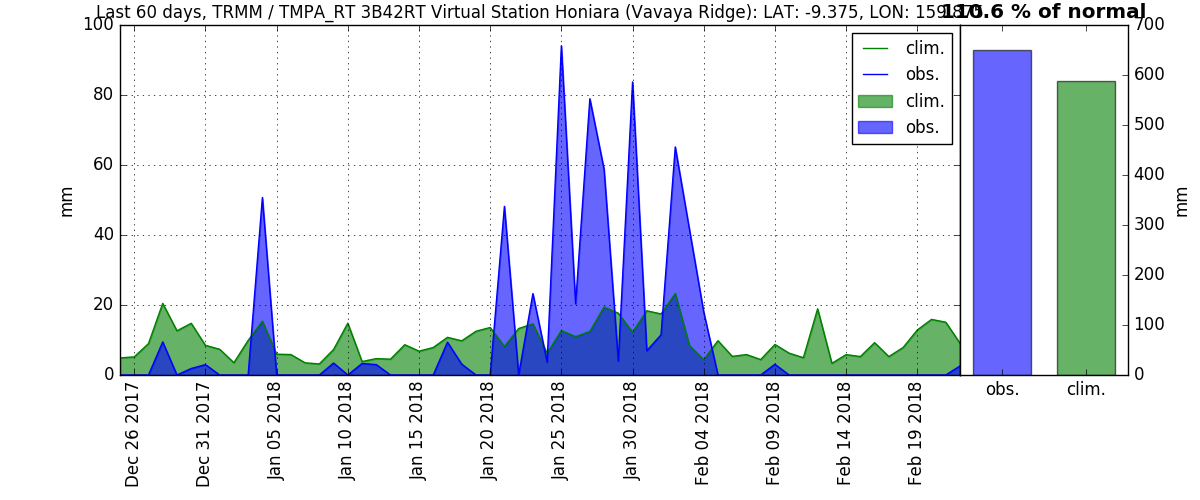 Last 60 days, TRMM / TMPA_RT 3B42RT Virtual Station Honiara (Vavaya Ridge): LAT: -9.375, LON: 159.875
110.6 % of normal
100
80
60
40
20
0
mm
clim.
obs.
clim.
obs.
700
600
500
400
300
200
100
0
mm
obs.
clim.
Dec 26 2017
Dec 31 2017
Jan 05 2018
Jan 10 2018
Jan 15 2018
Jan 20 2018
Jan 25 2018
Jan 30 2018
Feb 04 2018
Feb 09 2018
Feb 14 2018
Feb 19 2018